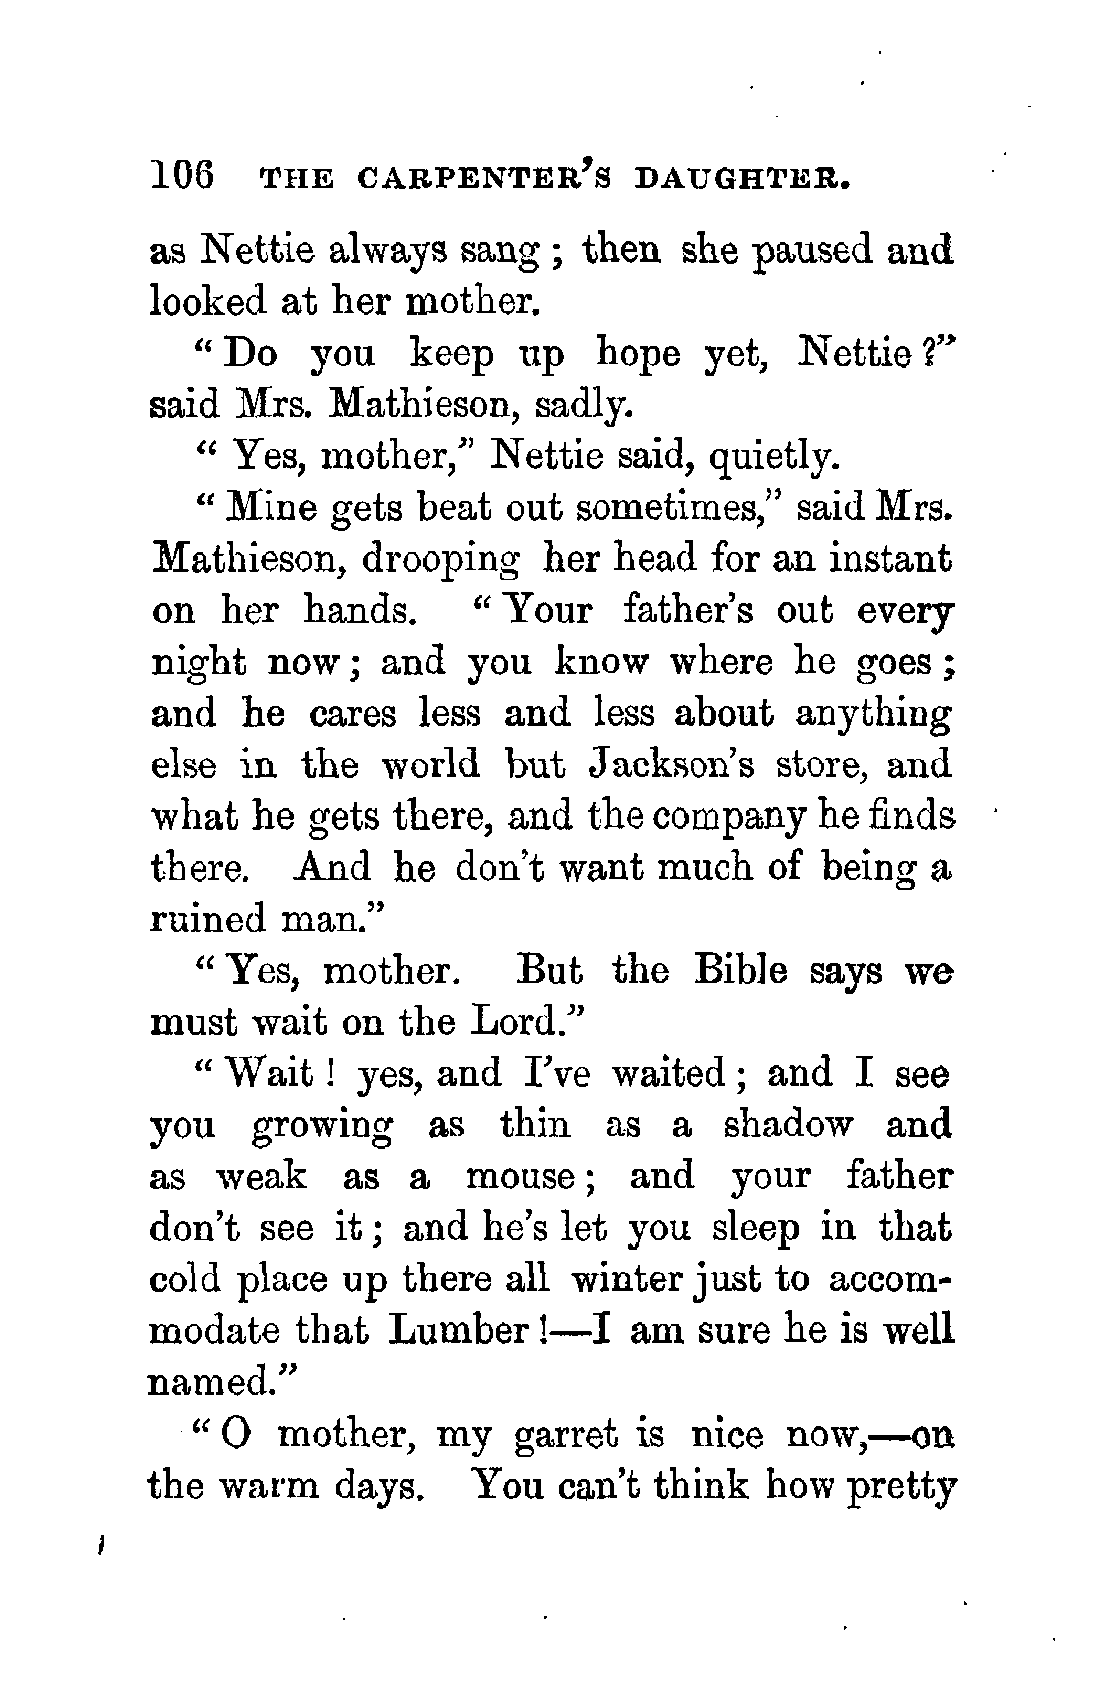 106 THE CARPENTER'S DAUGHTER.
as Nettie always sang ; then she paused and
looked at her mother.
“ Do you keep up hope yet, Nettie ?”
said Mrs. Mathieson, sadly.
“ Yes, mother,” Nettie said, quietly.
“ Mine gets beat out sometimes,” said Mrs.
Mathieson, drooping her head for an instant
on her hands. “ Your father’s out every
night now ; and you know where he goes ;
and he cares less and less about anything
else in the world but Jackson’s store, and
what he gets there, and the company he finds
there. And he don’t want much of being a
ruined man.”
“ Yes, mother. But the Bible says we
must wait on the Lord.”
“ Wait ! yes, and I’ve waited ; and I see
you growing as thin as a shadow and
as weak as a mouse ; and your father
don’t see it ; and he’s let you sleep in that
cold place up there all winter just to accom-
modate that Lumber !—I am sure he is well
named.”
“ O mother, my garret is nice now,—on
the warm days. You can’t think how pretty